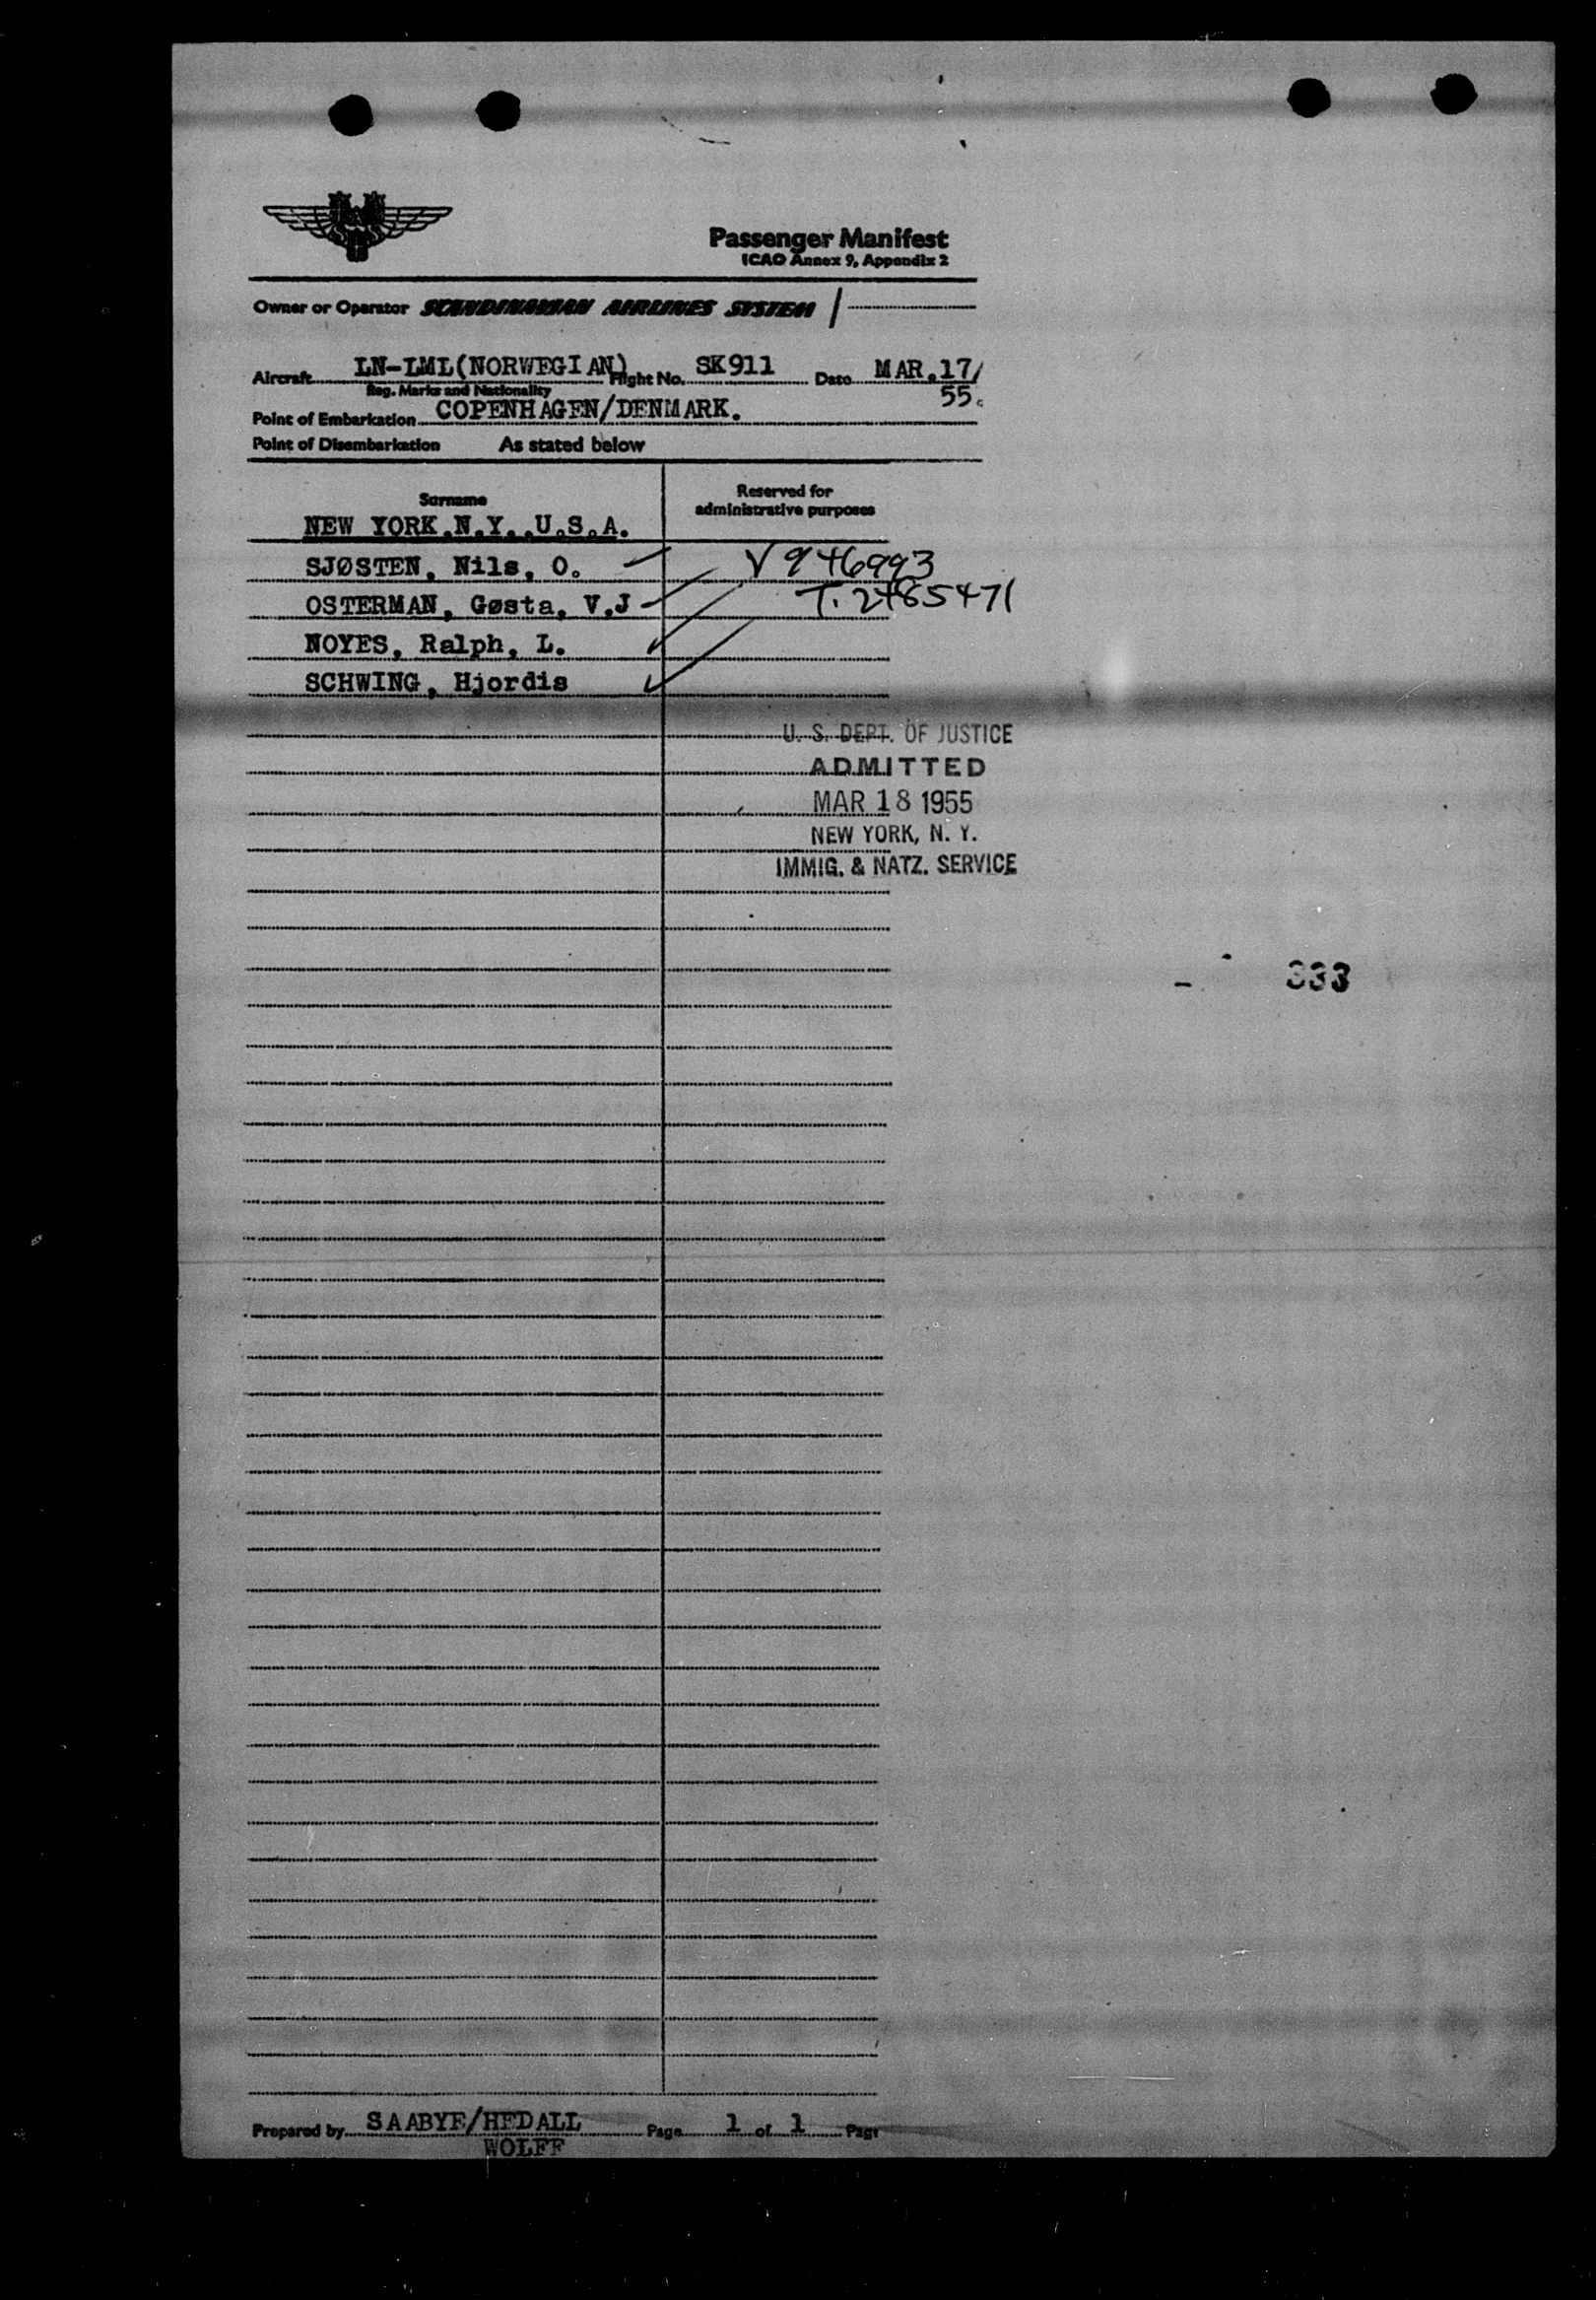 Passenger Manifest
ICAO Annex 9, Appendix 2
Owner or Operator SCANDINAVIAN AIRLINES SYSTEM /
Aircraft LN-LML(NORWEGIAN) Flight No. SK911 Date MAR.17/
Reg. Marks and Nationality 55.
Point of Embarkation COPENHAGEN/DENMARK.
Point of Disembarkation As stated below
Surname Reserved for administrative purposes
NEW YORK.N.Y.,U.S.A.
SJØSTEN, Nils, O. V946993
OSTERMAN, Gøsta, V.J T.2485471
NOYES, Ralph, L.
SCHWING, Hjordis
U. S. DEPT. OF JUSTICE
ADMITTED
MAR 18 1955
NEW YORK, N. Y.
IMMIG. & NATZ. SERVICE
333
Prepared by SAABYE/HEDALL Page 1 of 1 Page
WOLFF